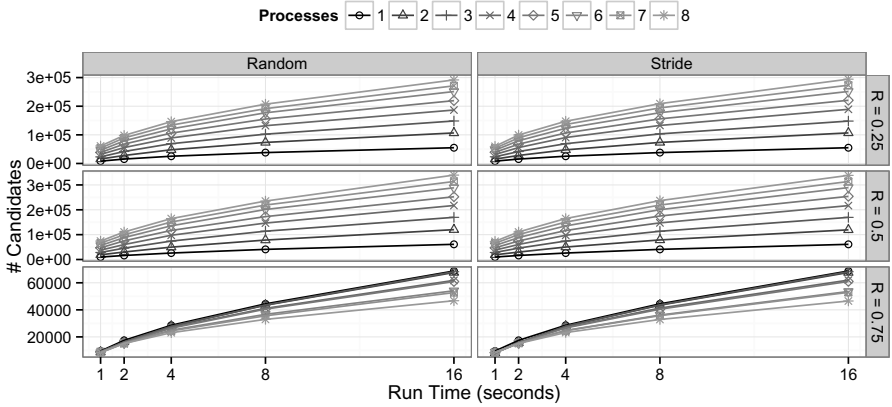 Processes 1 2 3 4 5 6 7 8
Random Stride
3e+05
2e+05
1e+05
0e+00
R = 0.25
3e+05
2e+05
1e+05
0e+00
R = 0.5
60000
40000
20000
R = 0.75
# Candidates
1 2 4 8 16 1 2 4 8 16
Run Time (seconds)